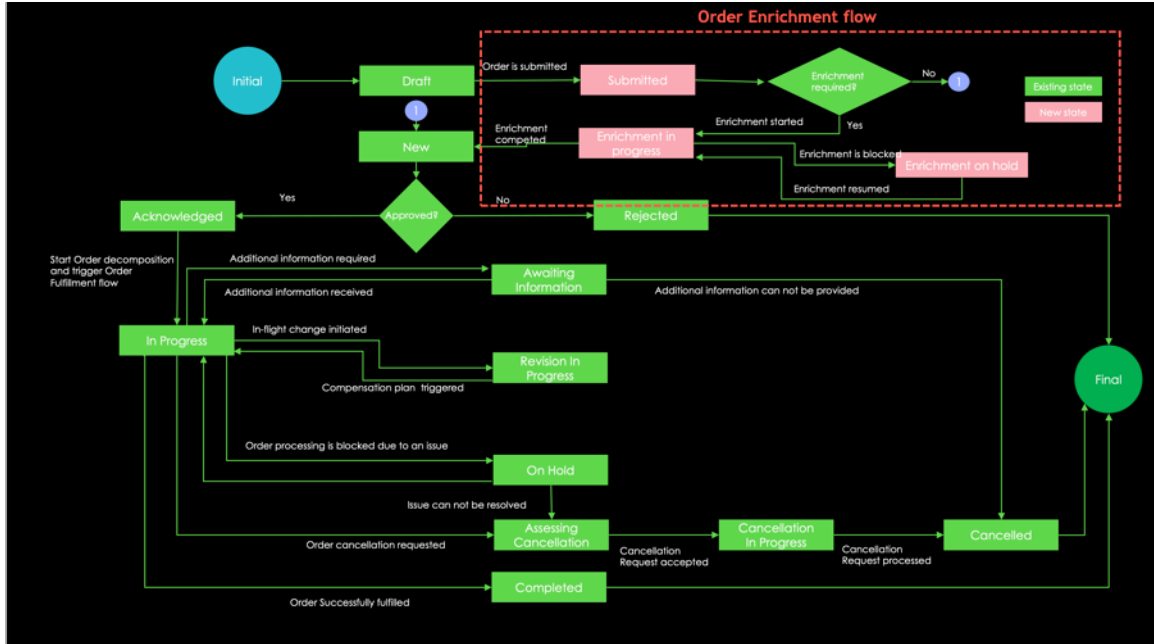 Order Enrichment flow
Initial
Draft
Order is submitted
Submitted
Enrichment
required?
No
1
Existing state
New state
1
New
Enrichment
competed
Enrichment started
Yes
Enrichment in
progress
Enrichment is blocked
Enrichment on hold
Enrichment resumed
Yes
Acknowledged
Approved?
No
Rejected
Start Order decomposition
and trigger Order
Fulfillment flow
Additional information required
Awaiting
Information
Additional information received
Additional information can not be provided
In Progress
In-flight change initiated
Revision In
Progress
Compensation plan triggered
Final
Order processing is blocked due to an issue
On Hold
Issue can not be resolved
Assessing
Cancellation
Order cancellation requested
Cancellation
Request accepted
Cancellation
In Progress
Cancellation
Request processed
Cancelled
Completed
Order Successfully fulfilled